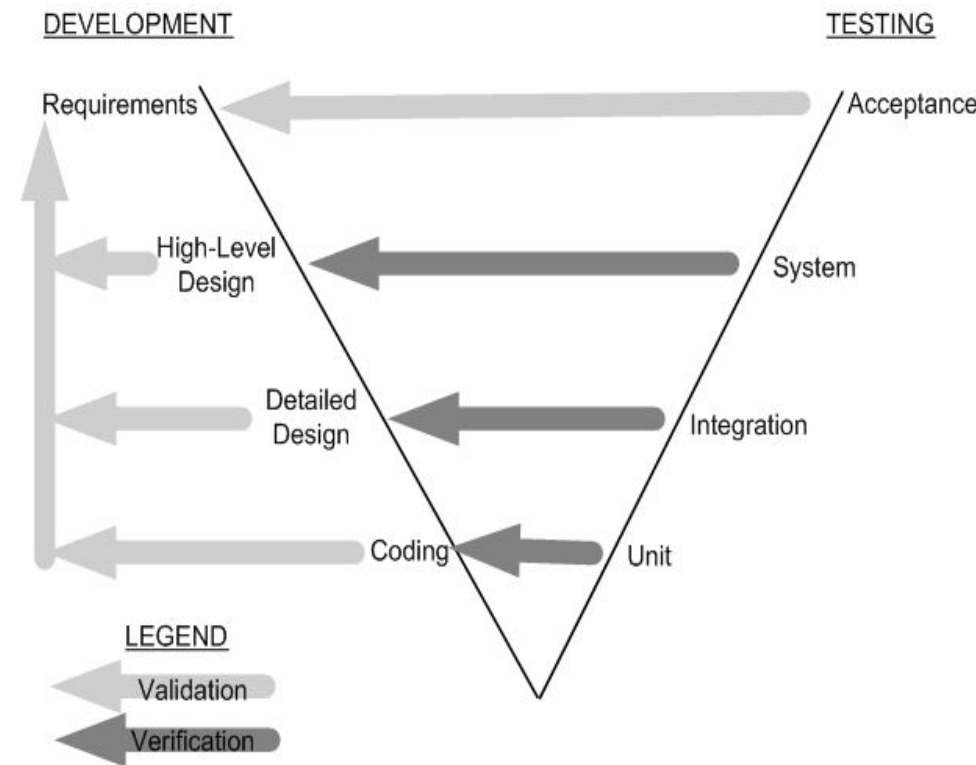 DEVELOPMENT
TESTING
Requirements
Acceptance
High-Level
Design
System
Detailed
Design
Integration
Coding
Unit
LEGEND
Validation
Verification